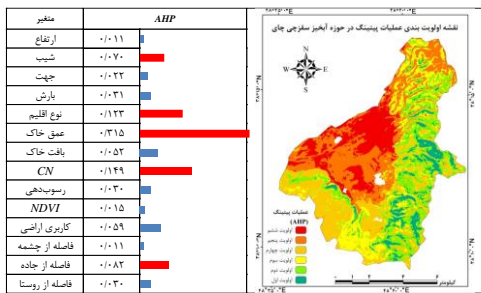 متغیر AHP
ارتفاع ۰/۰۱۱
شیب ۰/۰۷۰
جهت ۰/۰۲۲
بارش ۰/۰۳۱
نوع اقلیم ۰/۱۲۳
عمق خاک ۰/۳۱۵
بافت خاک ۰/۰۵۲
CN ۰/۱۴۹
رسوب‌دهی ۰/۰۳۰
NDVI ۰/۰۱۵
کاربری اراضی ۰/۰۵۹
فاصله از چشمه ۰/۰۱۱
فاصله از جاده ۰/۰۸۲
فاصله از روستا ۰/۰۳۰
نقشه اولویت بندی عملیات پیتینگ در حوزه آبخیز سقزچی چای
N
W E
S
عملیات پیتینگ
(AHP)
اولویت ششم
اولویت پنجم
اولویت چهارم
اولویت سوم
اولویت دوم
اولویت اول
کیلومتر